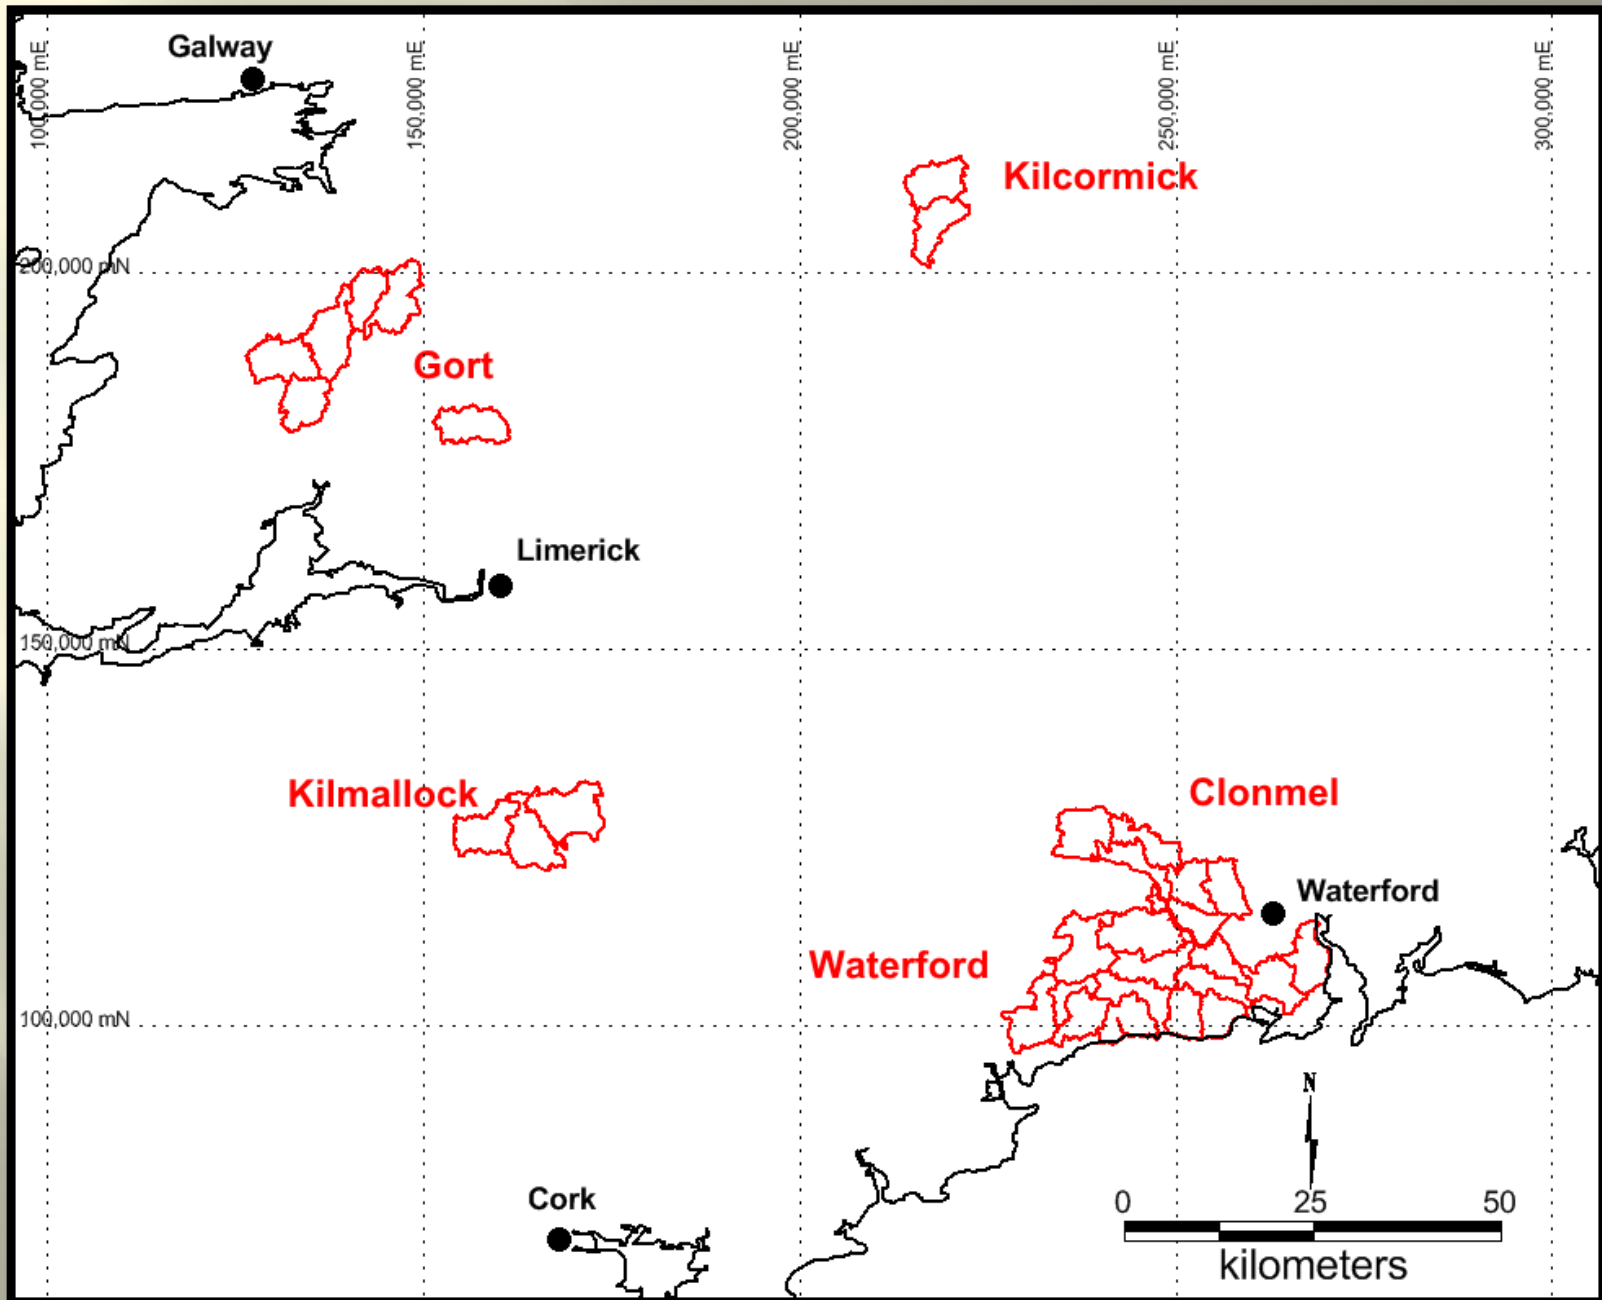 Galway
100,000 mE
150,000 mE
200,000 mE
250,000 mE
300,000 mE
Kilcormick
200,000 mN
Gort
Limerick
150,000 mN
Kilmallock
Clonmel
Waterford
Waterford
100,000 mN
N
Cork
0 25 50
kilometers